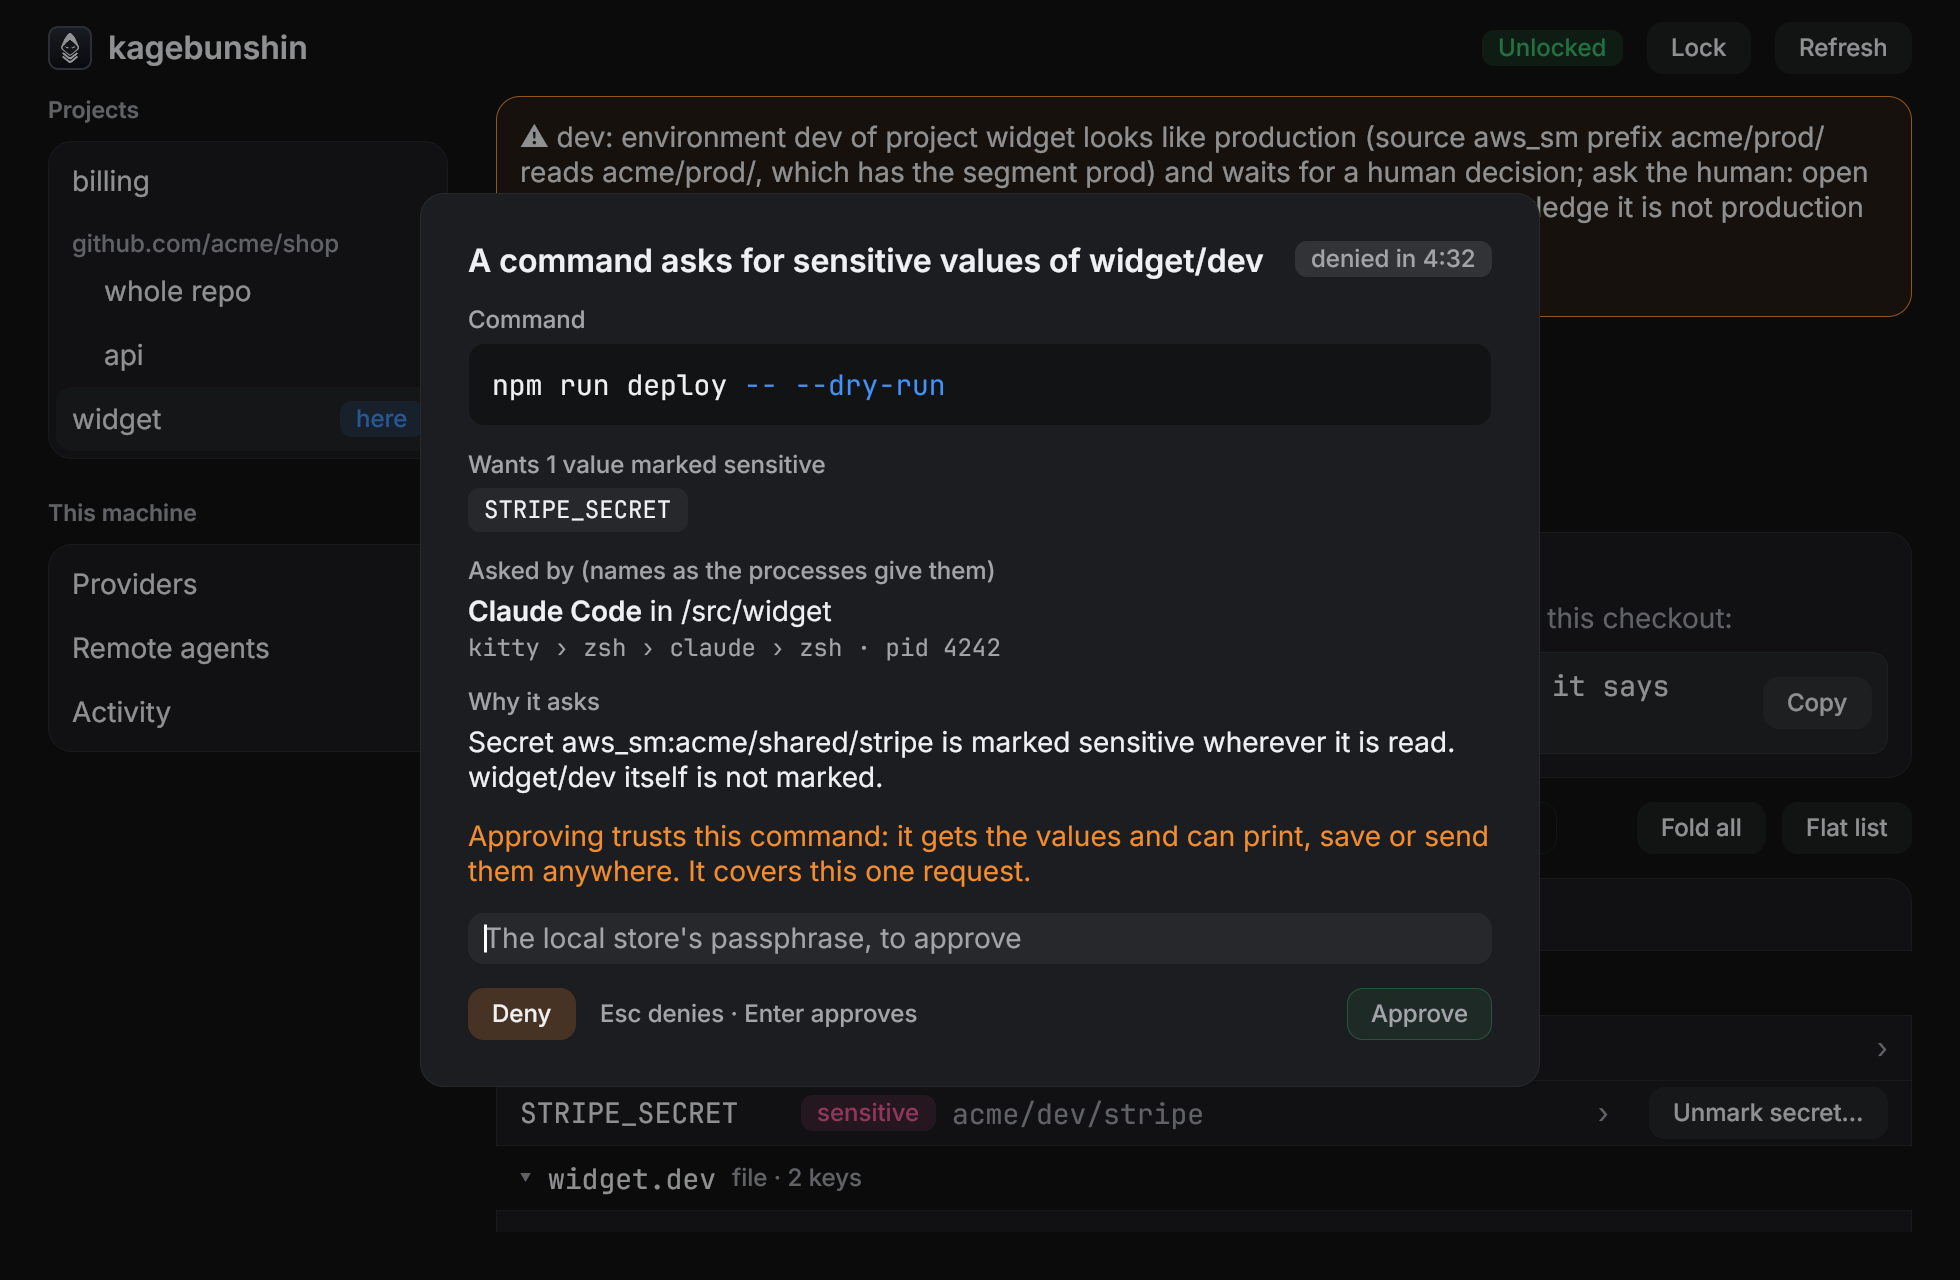 kagebunshin
Unlocked
Lock
Refresh
Projects
billing
github.com/acme/shop
whole repo
api
widget
here
This machine
Providers
Remote agents
Activity
⚠ dev: environment dev of project widget looks like production (source aws_sm prefix acme/prod/
reads acme/prod/, which has the segment prod) and waits for a human decision; ask the human: open
ledge it is not production
A command asks for sensitive values of widget/dev
denied in 4:32
Command
npm run deploy -- --dry-run
Wants 1 value marked sensitive
STRIPE_SECRET
Asked by (names as the processes give them)
Claude Code in /src/widget
kitty › zsh › claude › zsh · pid 4242
Why it asks
Secret aws_sm:acme/shared/stripe is marked sensitive wherever it is read.
widget/dev itself is not marked.
Approving trusts this command: it gets the values and can print, save or send
them anywhere. It covers this one request.
The local store's passphrase, to approve
Deny
Esc denies · Enter approves
Approve
this checkout:
it says
Copy
Fold all
Flat list
›
STRIPE_SECRET
sensitive
acme/dev/stripe
›
Unmark secret...
▾ widget.dev file · 2 keys